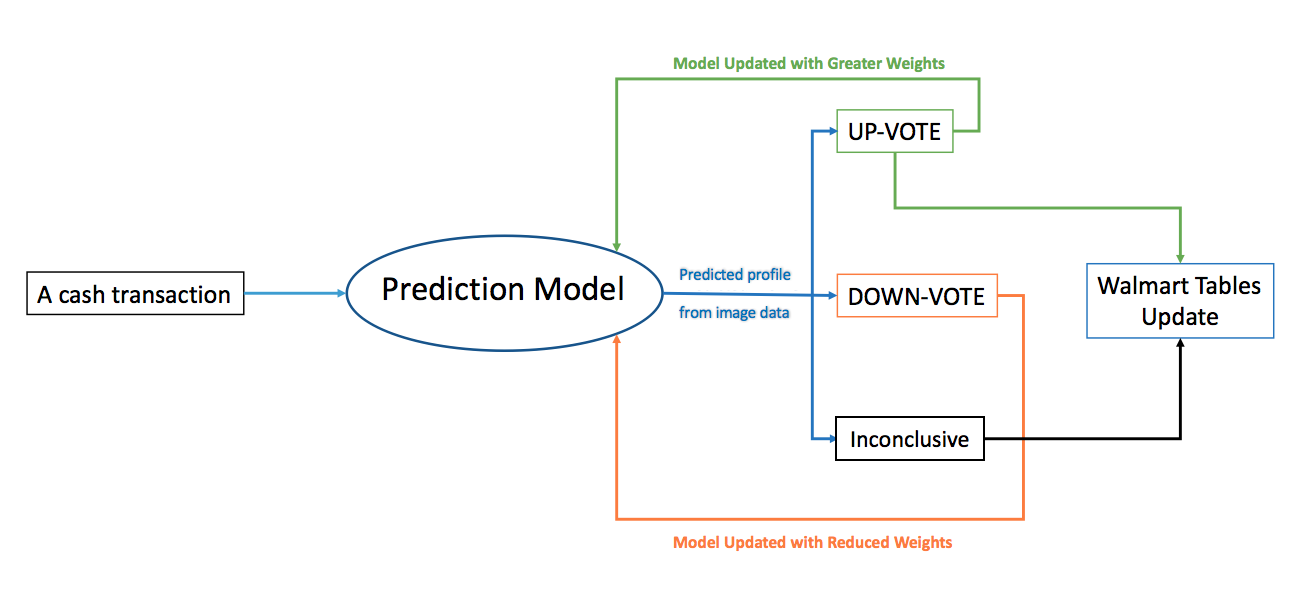 Model Updated with Greater Weights
UP-VOTE
A cash transaction
Prediction Model
Predicted profile
from image data
DOWN-VOTE
Walmart Tables
Update
Inconclusive
Model Updated with Reduced Weights